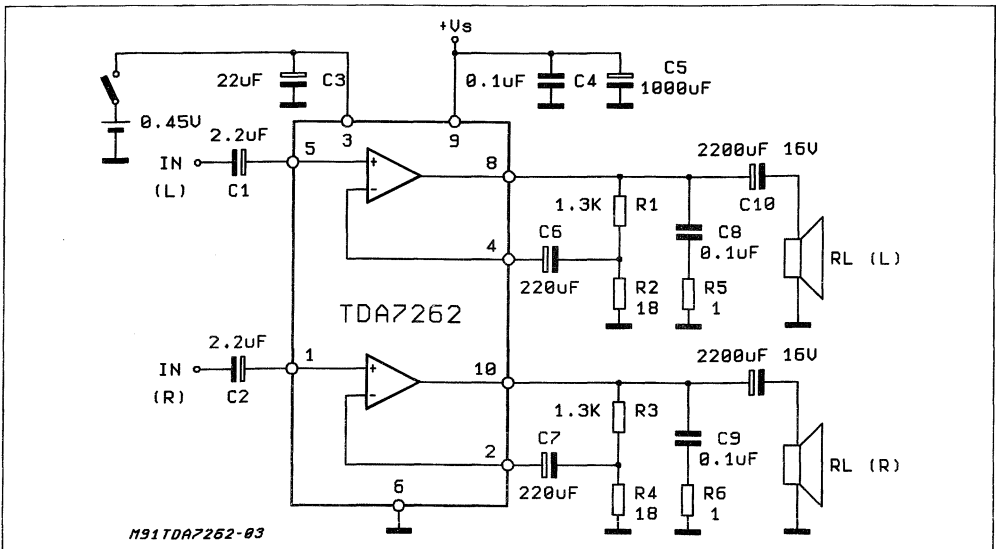 +Vs
22uF C3
0.1uF C4
C5
1000uF
0.45V
3
9
2.2uF
IN
(L)
C1
5
+
-
8
4
2200uF 16V
C10
1.3K R1
C6
220uF
C8
0.1uF
R2
18
R5
1
RL (L)
TDA7262
2.2uF
IN
(R)
C2
1
+
-
10
2
2200uF 16V
1.3K R3
C7
220uF
C9
0.1uF
R4
18
R6
1
RL (R)
6
M91TDA7262-03